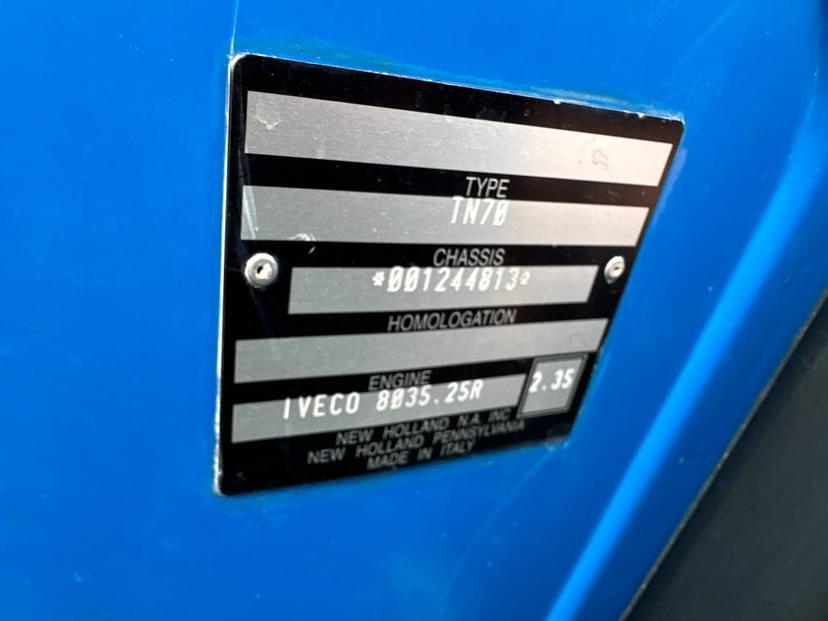 TYPE
TN70
CHASSIS
*001244813*
HOMOLOGATION
ENGINE
IVECO 8035.25R 2.35
NEW HOLLAND N.A. INC
NEW HOLLAND PENNSYLVANIA
MADE IN ITALY